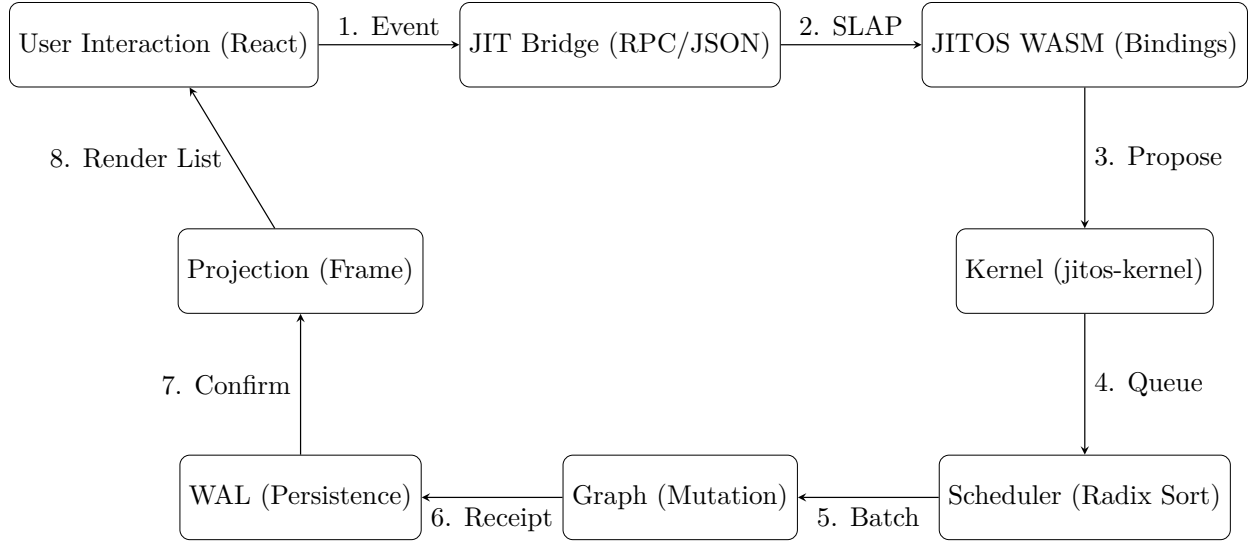 User Interaction (React)
1. Event
JIT Bridge (RPC/JSON)
2. SLAP
JITOS WASM (Bindings)
8. Render List
3. Propose
Projection (Frame)
Kernel (jitos-kernel)
7. Confirm
4. Queue
WAL (Persistence)
6. Receipt
Graph (Mutation)
5. Batch
Scheduler (Radix Sort)